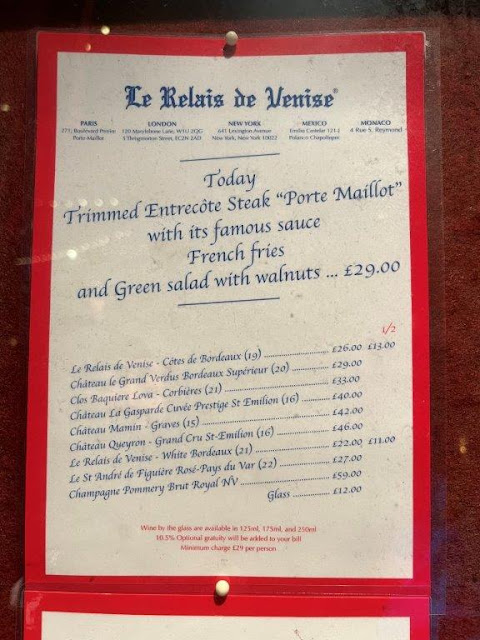 Le Relais de Venise®
PARIS LONDON NEW YORK MEXICO MONACO
271, Boulevard Pereire 120 Marylebone Lane, W1U 2QG 641 Lexington Avenue Emilio Castelar 4 Rue S. Reymond
Porte Maillot Throgmorton Street, EC2N 2AD New York, New York 10022 Polanco
Today
Trimmed Entrecôte Steak "Porte Maillot"
with its famous sauce
French fries
and Green salad with walnuts ... £29.00
1/2
Le Relais de Venise - Côtes de Bordeaux (19) ........ £26.00 £13.00
Château le Grand Verdus Bordeaux Supérieur (20) ........ £29.00
Clos Baquiere Lova - Corbières (21) ........ £33.00
Château La Gasparde Cuvée Prestige St Emilion (16) ........ £40.00
Château Mamin - Graves (15) ........ £42.00
Château Queyron - Grand Cru St-Emilion (16) ........ £46.00
Le Relais de Venise - White Bordeaux (21) ........ £22.00 £11.00
Le St André de Figuière Rosé-Pays du Var (22) ........ £27.00
Champagne Pommery Brut Royal NV ........ £59.00
Glass ........ £12.00
Wine by the glass are available in 125ml, 175ml, and 250ml
10.5% Optional gratuity will be added to your bill
Minimum charge £29 per person